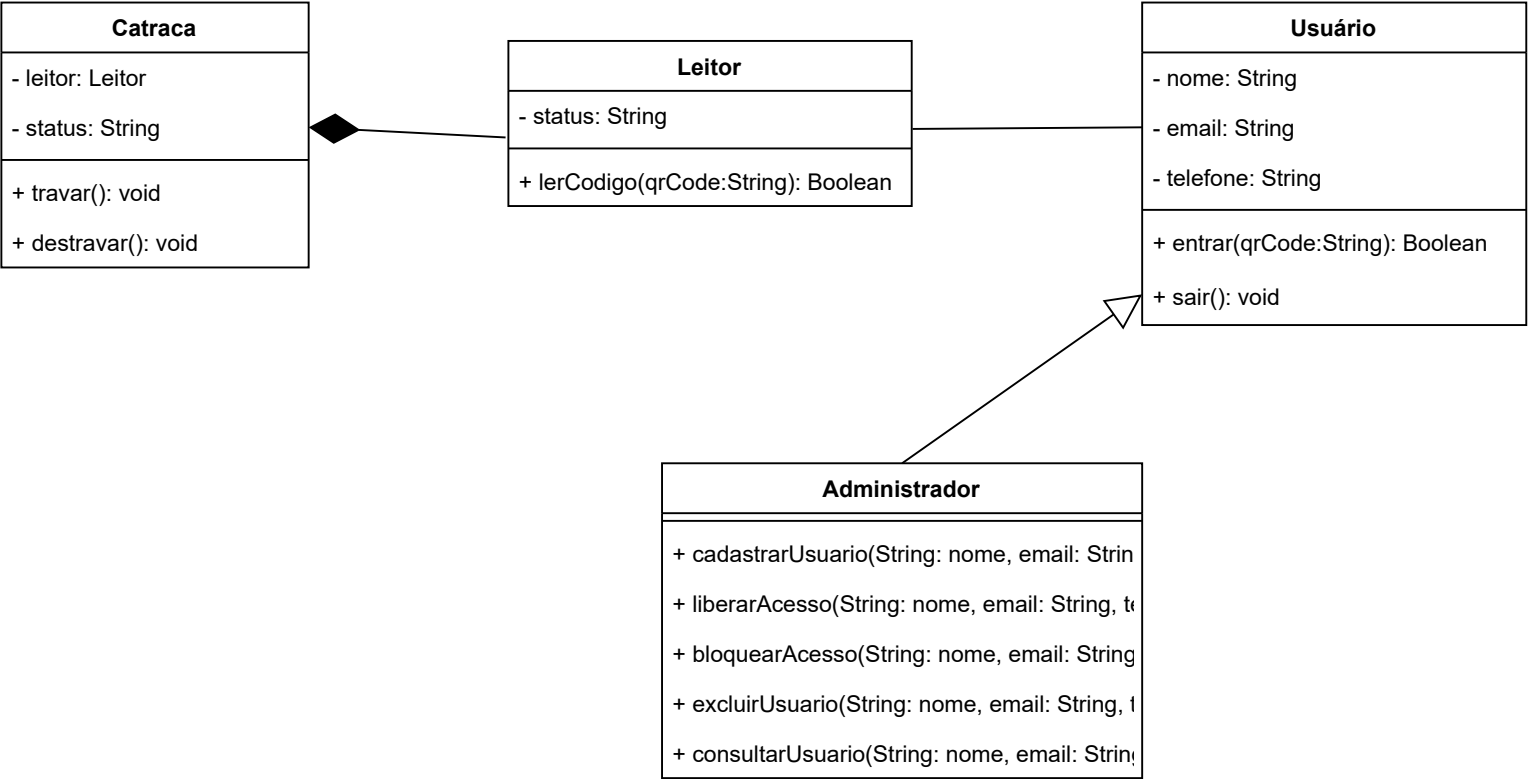 Catraca
- leitor: Leitor
- status: String
+ travar(): void
+ destravar(): void
Leitor
- status: String
+ lerCodigo(qrCode:String): Boolean
Usuário
- nome: String
- email: String
- telefone: String
+ entrar(qrCode:String): Boolean
+ sair(): void
Administrador
+ cadastrarUsuario(String: nome, email: Strin
+ liberarAcesso(String: nome, email: String, te
+ bloquearAcesso(String: nome, email: String
+ excluirUsuario(String: nome, email: String, t
+ consultarUsuario(String: nome, email: String